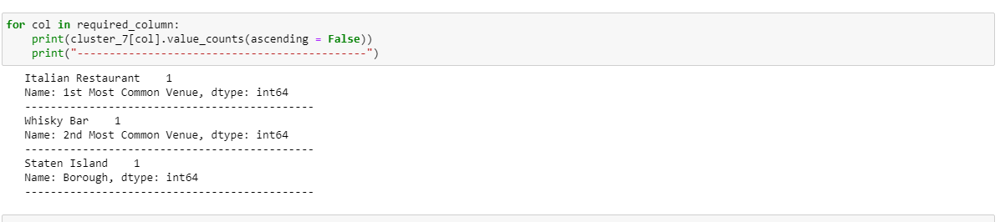 for col in required_column:
    print(cluster_7[col].value_counts(ascending = False))
    print("---------------------------------------------")
Italian Restaurant    1
Name: 1st Most Common Venue, dtype: int64
---------------------------------------------
Whisky Bar    1
Name: 2nd Most Common Venue, dtype: int64
---------------------------------------------
Staten Island    1
Name: Borough, dtype: int64
---------------------------------------------